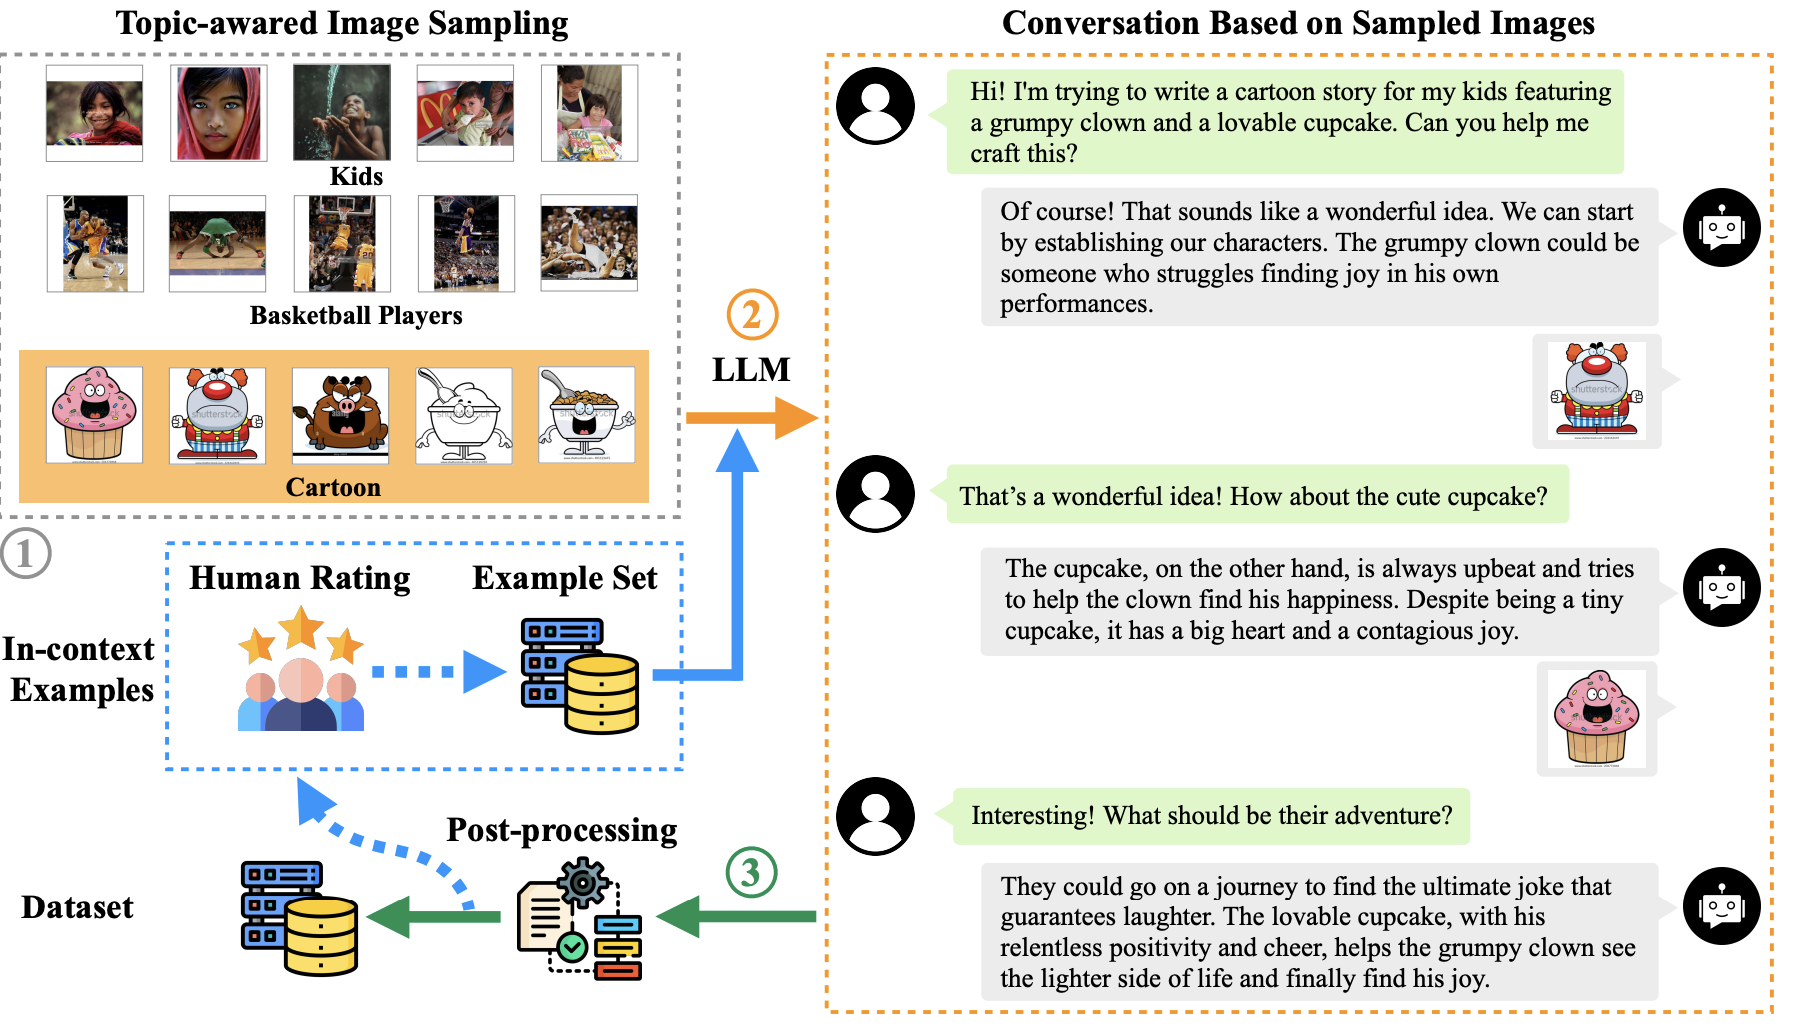 Topic-awared Image Sampling
Kids
Basketball Players
shutterstock
alamy
shutterstock
shutterstock
Cartoon
1
Human Rating
Example Set
In-context
Examples
2
LLM
Post-processing
3
Dataset
Conversation Based on Sampled Images
Hi! I'm trying to write a cartoon story for my kids featuring
a grumpy clown and a lovable cupcake. Can you help me
craft this?
Of course! That sounds like a wonderful idea. We can start
by establishing our characters. The grumpy clown could be
someone who struggles finding joy in his own
performances.
shutterstock
That’s a wonderful idea! How about the cute cupcake?
The cupcake, on the other hand, is always upbeat and tries
to help the clown find his happiness. Despite being a tiny
cupcake, it has a big heart and a contagious joy.
Interesting! What should be their adventure?
They could go on a journey to find the ultimate joke that
guarantees laughter. The lovable cupcake, with his
relentless positivity and cheer, helps the grumpy clown see
the lighter side of life and finally find his joy.